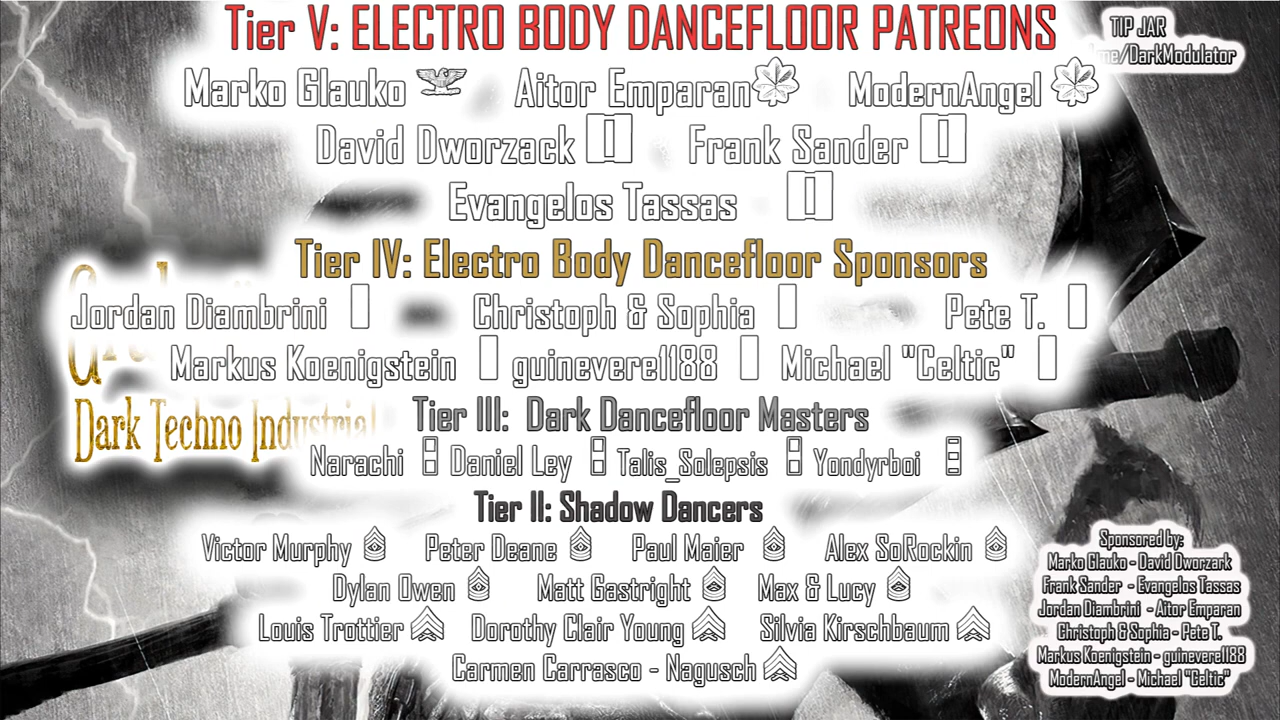 Tier V: ELECTRO BODY DANCEFLOOR PATREONS
TIP JAR
me/DarkModulator
Marko Glauko Aitor Emparan ModernAngel
David Dworzack Frank Sander
Evangelos Tassas
Tier IV: Electro Body Dancefloor Sponsors
Jordan Diambrini Christoph & Sophia Pete T.
Markus Koenigstein guinevere1188 Michael "Celtic"
Dark Techno Industrial
Tier III: Dark Dancefloor Masters
Narachi Daniel Ley Talis_Solepsis Yondyrboi
Tier II: Shadow Dancers
Victor Murphy Peter Deane Paul Maier Alex SoRockin
Dylan Owen Matt Gastright Max & Lucy
Louis Trottier Dorothy Clair Young Silvia Kirschbaum
Carmen Carrasco - Nagusch
Sponsored by:
Marko Glauko - David Dworzark
Frank Sander - Evangelos Tassas
Jordan Diambrini - Aitor Emparan
Christoph & Sophia - Pete T.
Markus Koenigstein - guinevere1188
ModernAngel - Michael "Celtic"